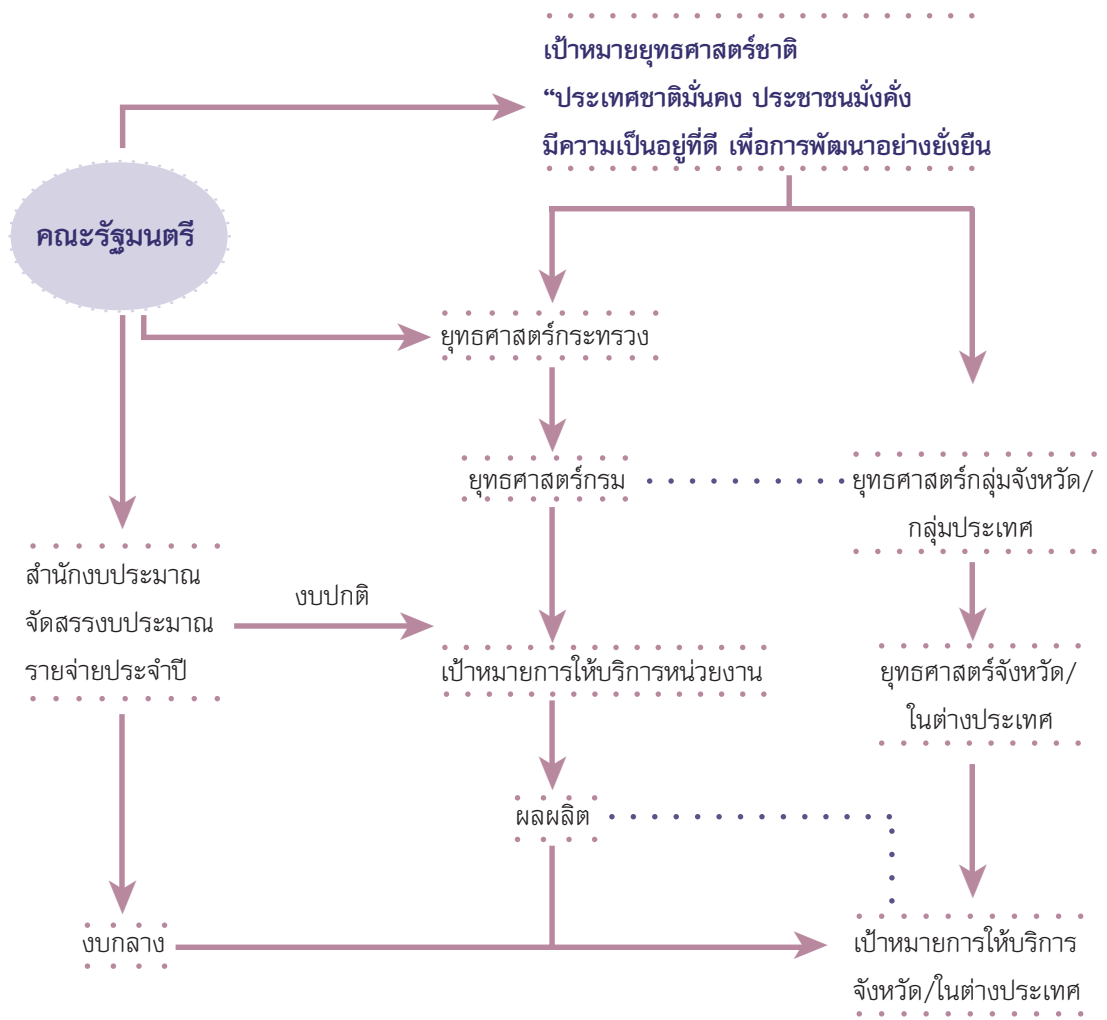 เป้าหมายยุทธศาสตร์ชาติ
“ประเทศชาติมั่นคง ประชาชนมั่งคั่ง
มีความเป็นอยู่ที่ดี เพื่อการพัฒนาอย่างยั่งยืน
คณะรัฐมนตรี
ยุทธศาสตร์กระทรวง
ยุทธศาสตร์กรม
ยุทธศาสตร์กลุ่มจังหวัด/
กลุ่มประเทศ
สำนักงบประมาณ
จัดสรรงบประมาณ
รายจ่ายประจำปี
งบปกติ
เป้าหมายการให้บริการหน่วยงาน
ยุทธศาสตร์จังหวัด/
ในต่างประเทศ
ผลผลิต
งบกลาง
เป้าหมายการให้บริการ
จังหวัด/ในต่างประเทศ